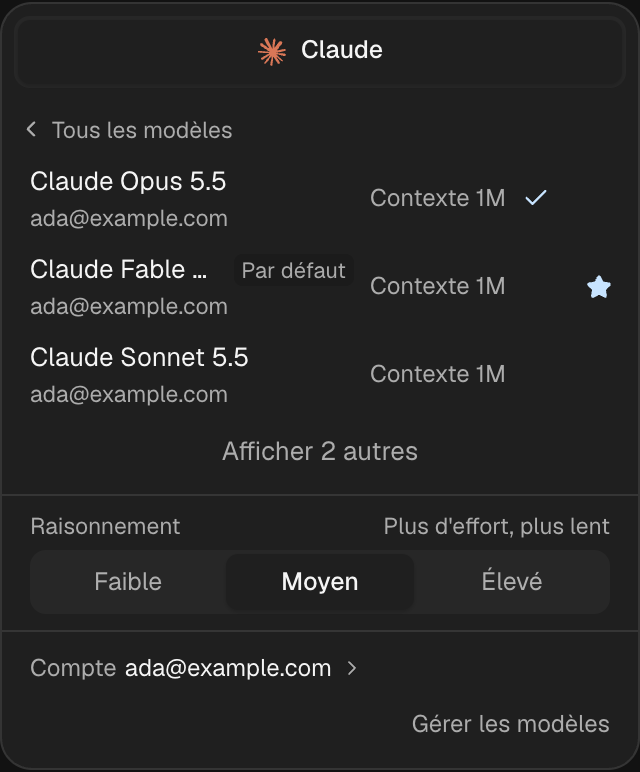 Claude
Tous les modèles
Claude Opus 5.5
ada@example.com
Contexte 1M
Claude Fable ...
Par défaut
ada@example.com
Contexte 1M
Claude Sonnet 5.5
ada@example.com
Contexte 1M
Afficher 2 autres
Raisonnement
Plus d'effort, plus lent
Faible
Moyen
Élevé
Compte ada@example.com
Gérer les modèles